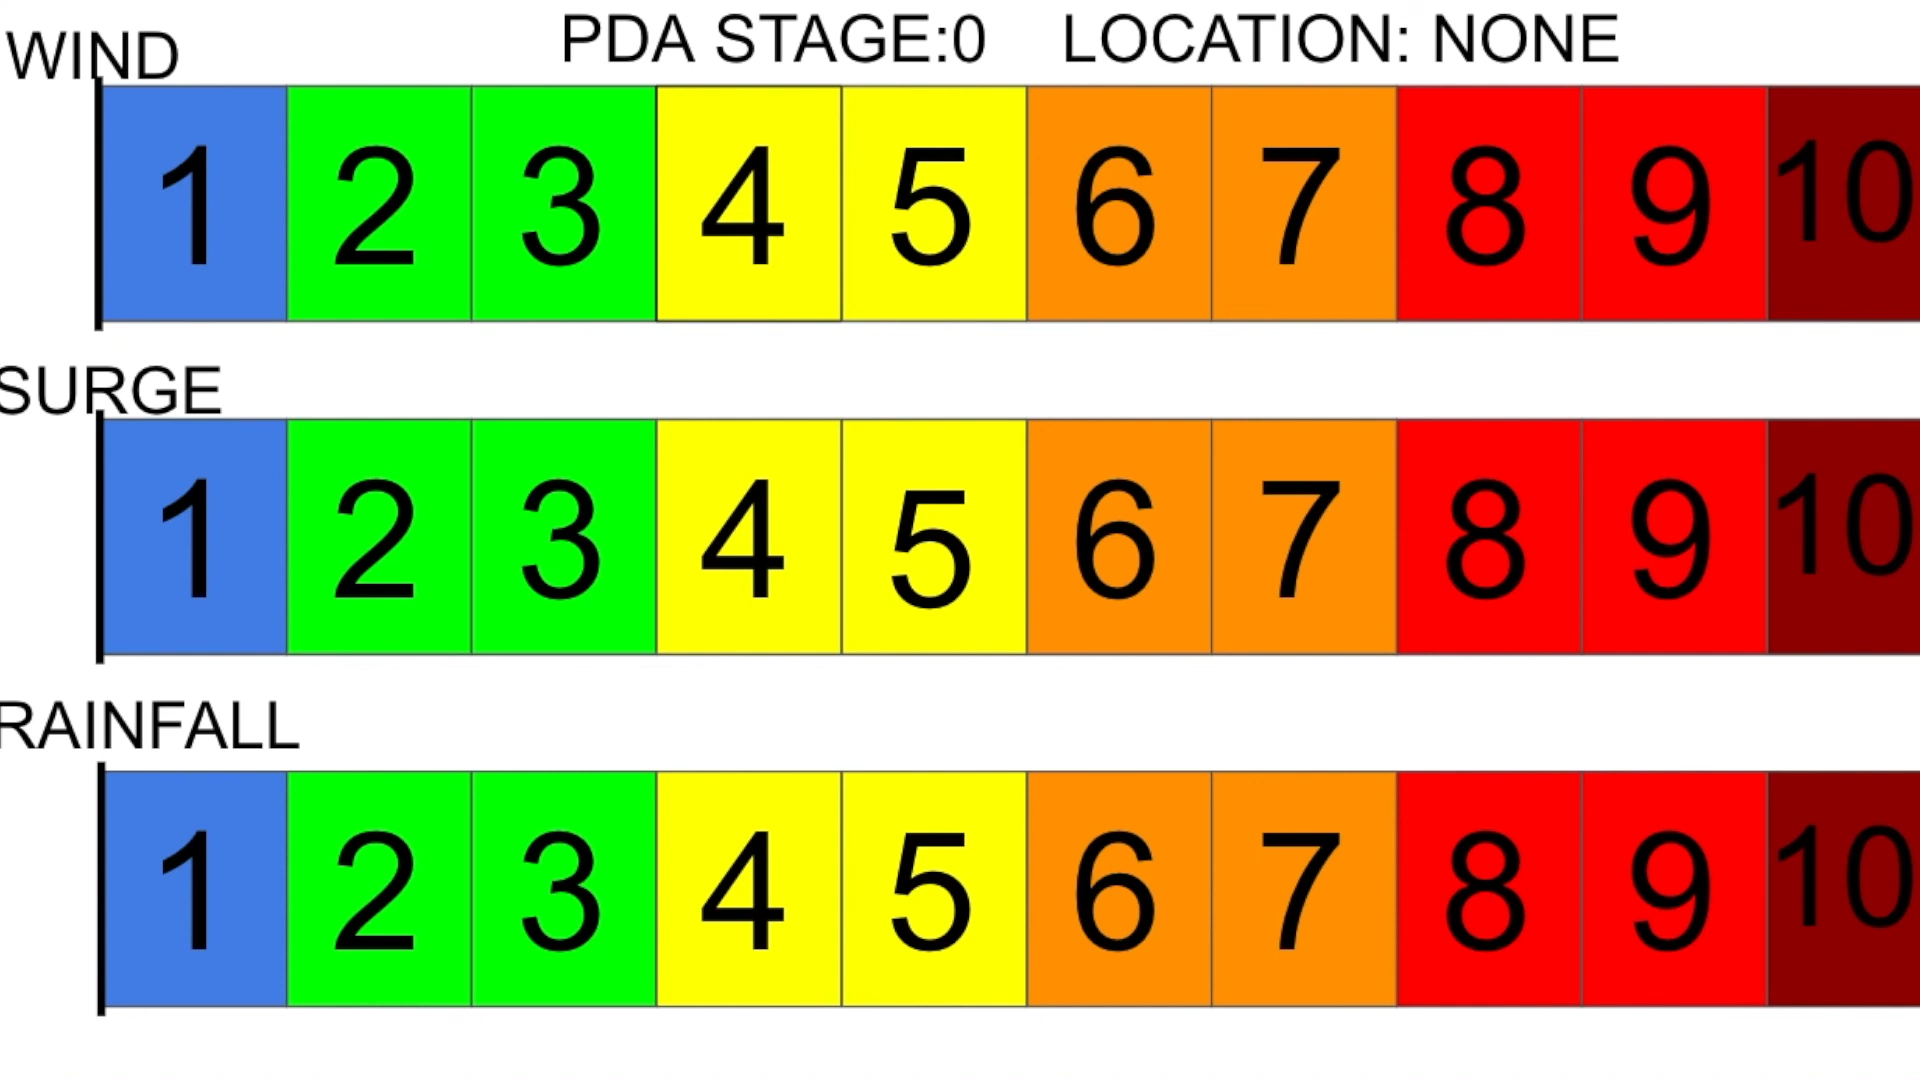 WIND PDA STAGE:0 LOCATION: NONE
1 2 3 4 5 6 7 8 9 10
SURGE
1 2 3 4 5 6 7 8 9 10
RAINFALL
1 2 3 4 5 6 7 8 9 10